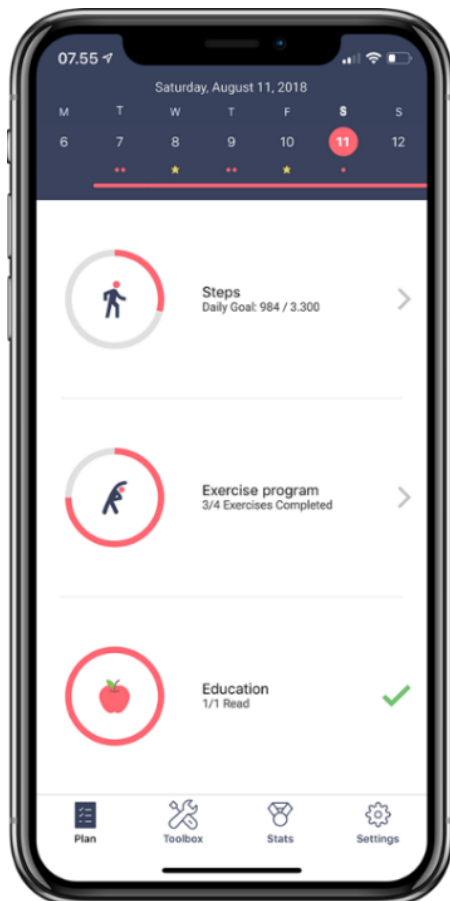 07.55
Saturday, August 11, 2018
M T W T F S S
6 7 8 9 10 11 12
Steps
Daily Goal: 984 / 3.300
Exercise program
3/4 Exercises Completed
Education
1/1 Read
Plan Toolbox Stats Settings